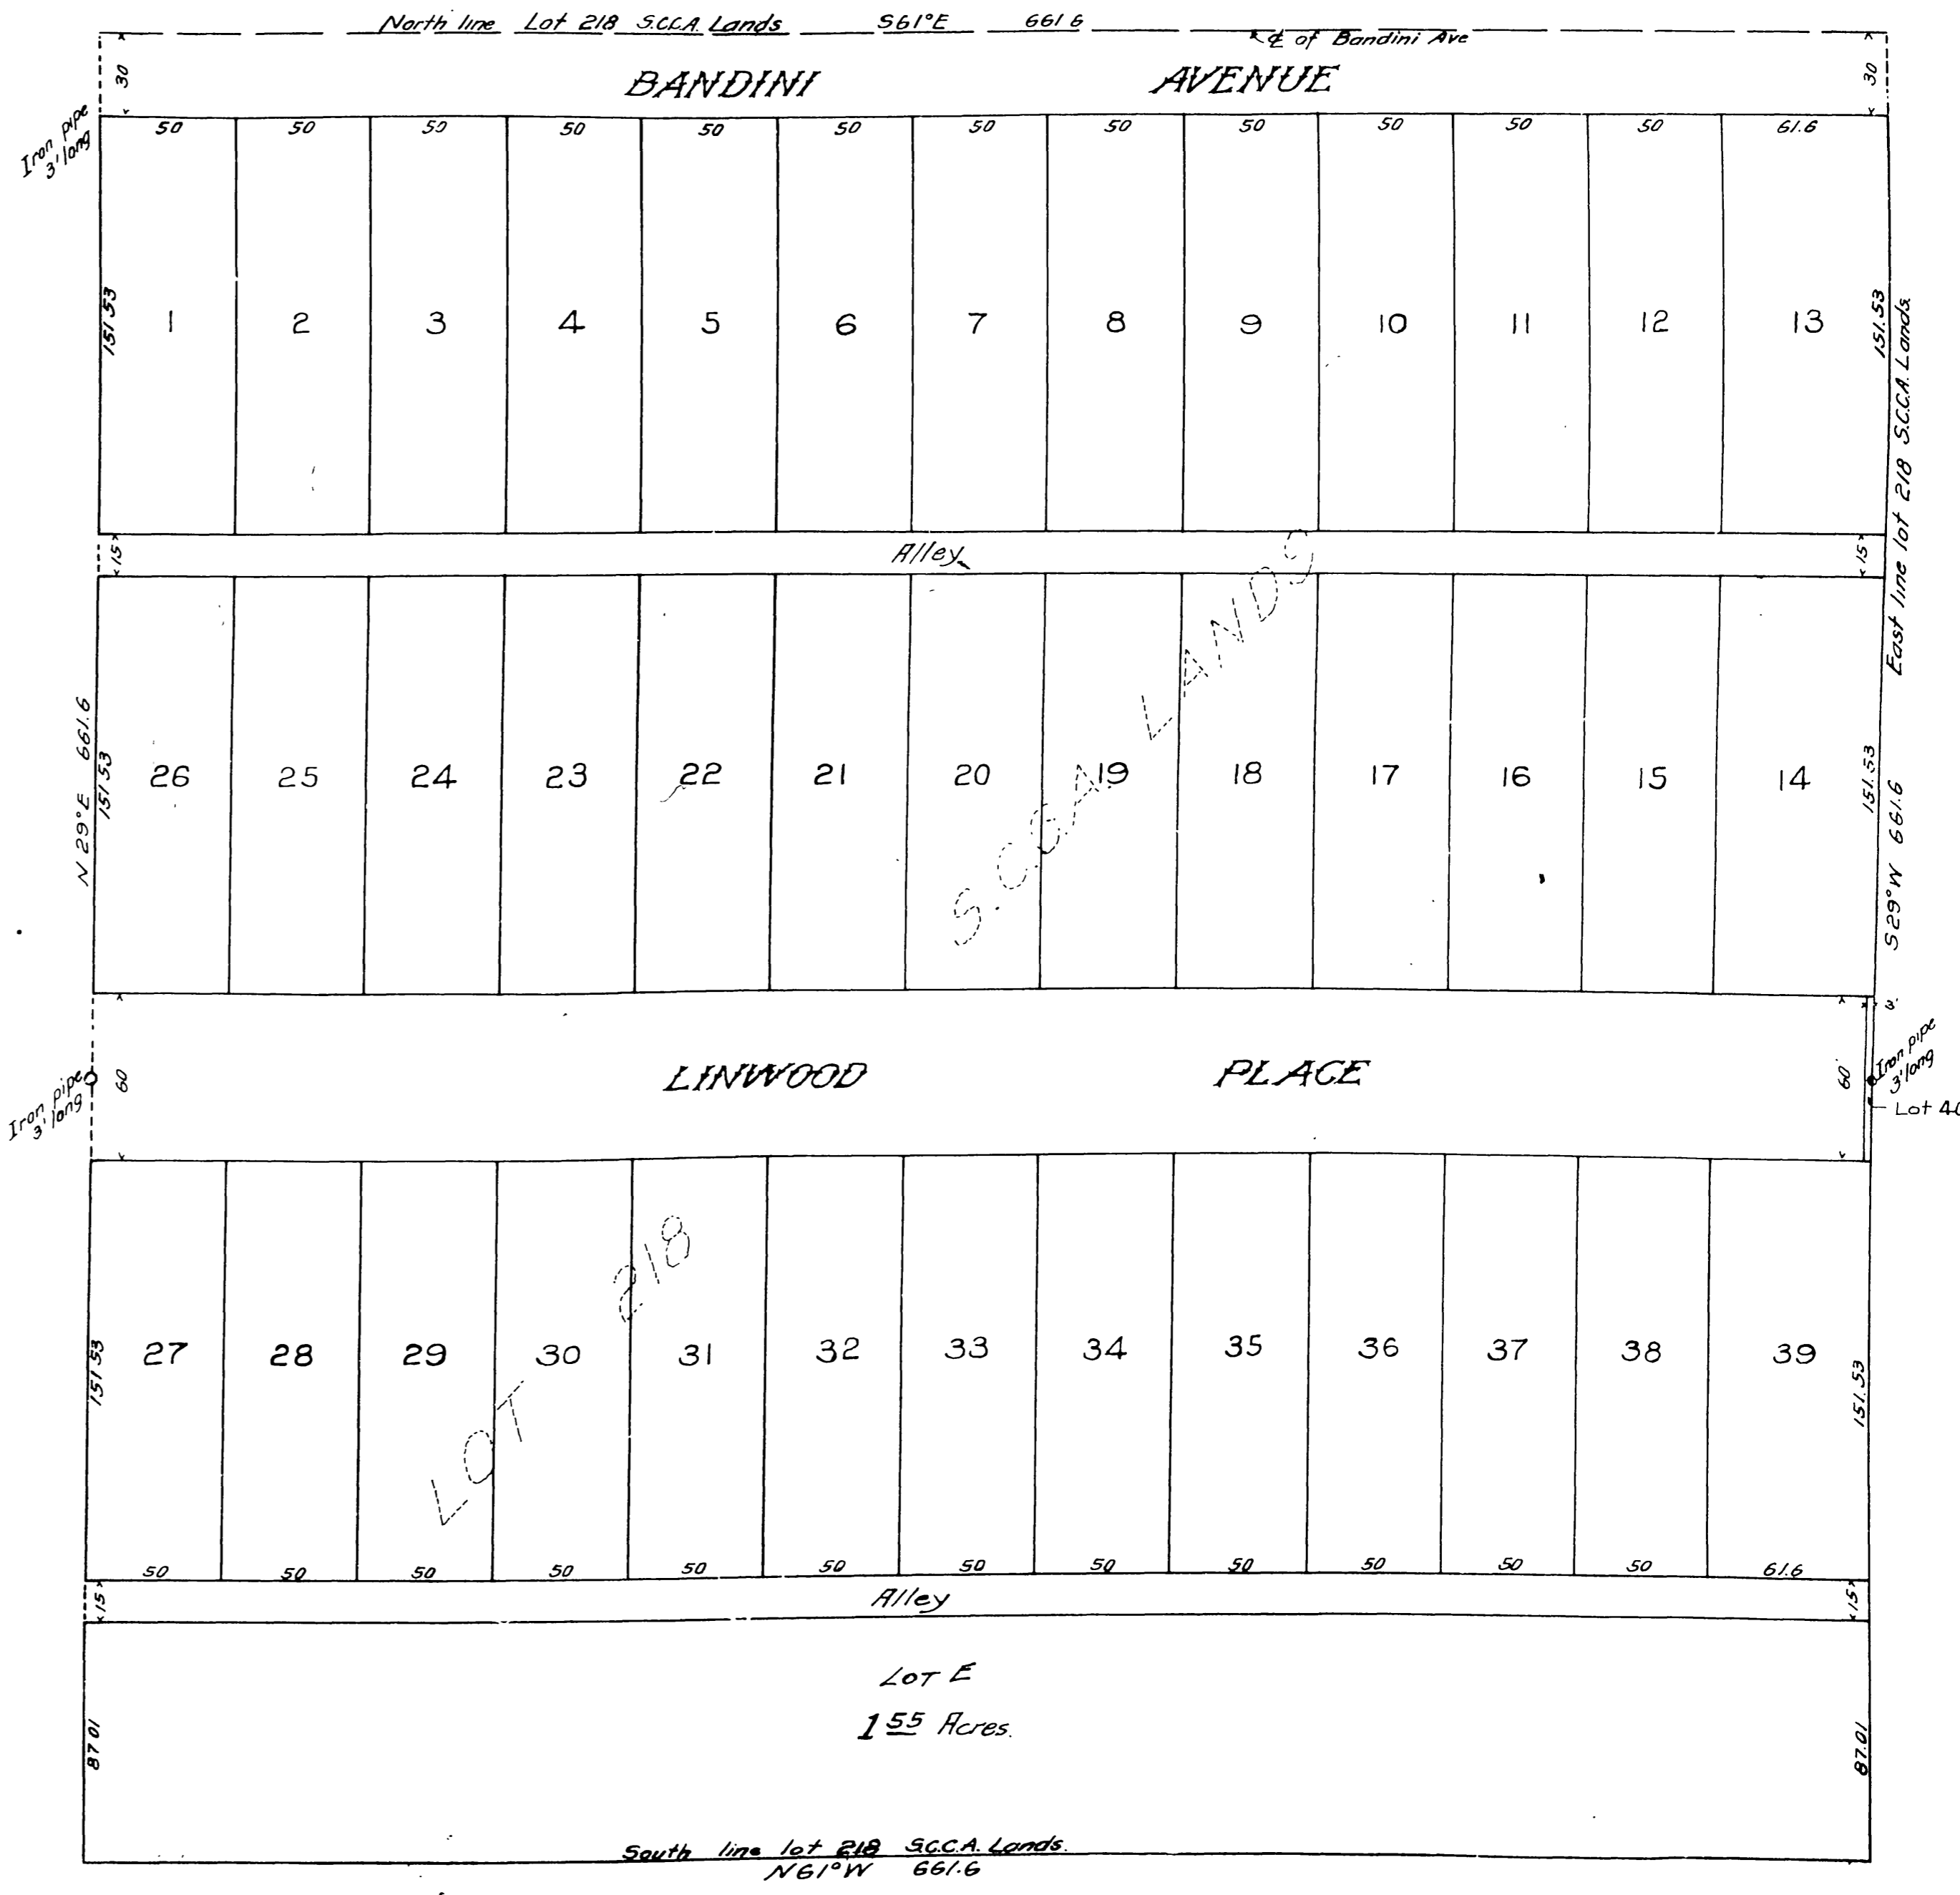 North line Lot 218 S.C.C.A. Lands S61°E 661.6
℄ of Bandini Ave
30 BANDINI AVENUE 30
Iron pipe
3' long
50 50 50 50 50 50 50 50 50 50 50 50 61.6
151.53 1 2 3 4 5 6 7 8 9 10 11 12 13 151.53
East line lot 218 S.C.C.A. Lands.
15 Alley 15
N 29° E 661.6
151.53 26 25 24 23 22 21 20 19 18 17 16 15 14 151.53
S29°W 661.6
S.C.C.A. LANDS
3'
60 LINWOOD PLACE 60
Iron pipe
3' long
Iron pipe
3' long
Lot 40
LOT 218
151.53 27 28 29 30 31 32 33 34 35 36 37 38 39 151.53
50 50 50 50 50 50 50 50 50 50 50 50 61.6
15 Alley 15
LOT E
1 55 Acres.
87.01 87.01
South line lot 218 S.C.C.A. Lands.
N61°W 661.6